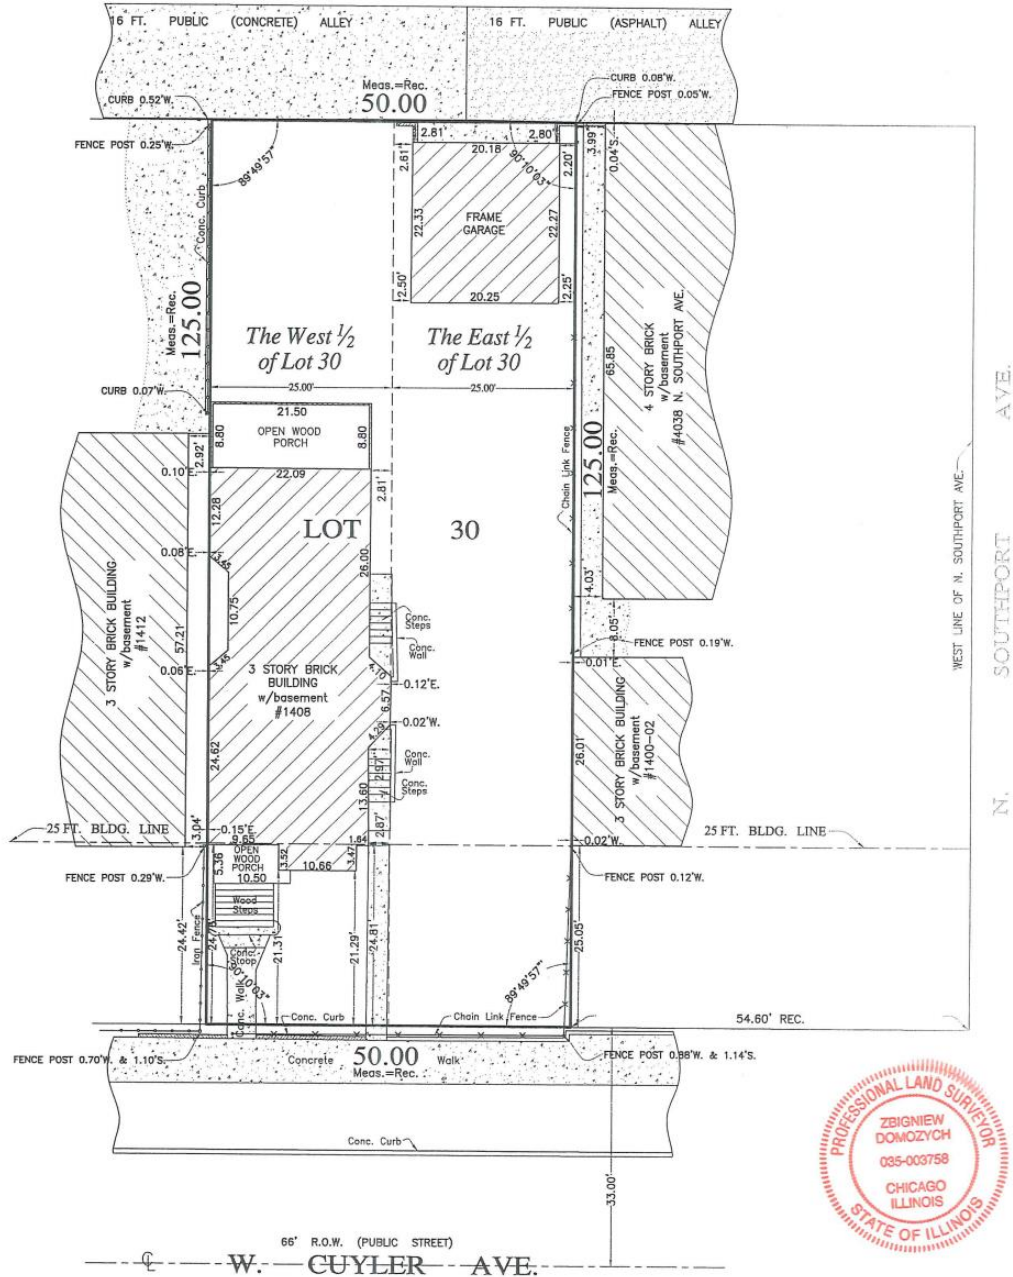 16 FT. PUBLIC (CONCRETE) ALLEY
16 FT. PUBLIC (ASPHALT) ALLEY
Meas.=Rec.
50.00
CURB 0.52'W.
CURB 0.08'W.
FENCE POST 0.05'W.
FENCE POST 0.25'W.
89°49'57"
90°10'03"
2.81'
2.80'
20.18
2.61'
2.20'
3.99'
0.04'S.
Conc. Curb
22.33
FRAME
GARAGE
22.27
2.50'
20.25
2.25'
Meas.=Rec.
125.00
The West ½
of Lot 30
The East ½
of Lot 30
25.00'
25.00'
65.85
4 STORY BRICK
w/basement
#4038 N. SOUTHPORT AVE.
CURB 0.07'W.
21.50
8.80
OPEN WOOD
PORCH
8.80
Chain Link Fence
125.00
Meas.=Rec.
2.92'
0.10'E.
22.09
2.81'
12.28
LOT 30
0.08'E.
3.45
26.00
10.75
57.21
3 STORY BRICK BUILDING
w/basement
#1412
3.45
0.06'E.
3 STORY BRICK
BUILDING
w/basement
#1408
Conc.
Steps
Conc.
Wall
4.10
0.12'E.
6.57
0.02'W.
4.29
Conc.
Wall
2.97'
Conc.
Steps
13.60
2.87'
4.03'
8.05'
FENCE POST 0.19'W.
0.01'E.
3 STORY BRICK BUILDING
w/basement
#1400-02
26.01'
WEST LINE OF N. SOUTHPORT AVE.
N. SOUTHPORT AVE.
24.62
3.04'
0.15'E.
0.02'W.
25 FT. BLDG. LINE
25 FT. BLDG. LINE
9.65
1.64
OPEN
WOOD
PORCH
5.36
3.52
3.47
10.50
10.66
FENCE POST 0.29'W.
FENCE POST 0.12'W.
Wood
Steps
Iron Fence
24.42'
21.31'
21.29'
24.81'
25.05'
Conc.
Stoop
Conc. Walk
90°10'03"
89°49'57"
Conc. Curb
Chain Link Fence
54.60' REC.
FENCE POST 0.70'W. & 1.10'S.
Concrete 50.00 Walk
Meas.=Rec.
Conc. Curb
33.00'
66' R.O.W. (PUBLIC STREET)
W. CUYLER AVE.
PROFESSIONAL LAND SURVEYOR
ZBIGNIEW
DOMOZYCH
035-003758
CHICAGO
ILLINOIS
STATE OF ILLINOIS